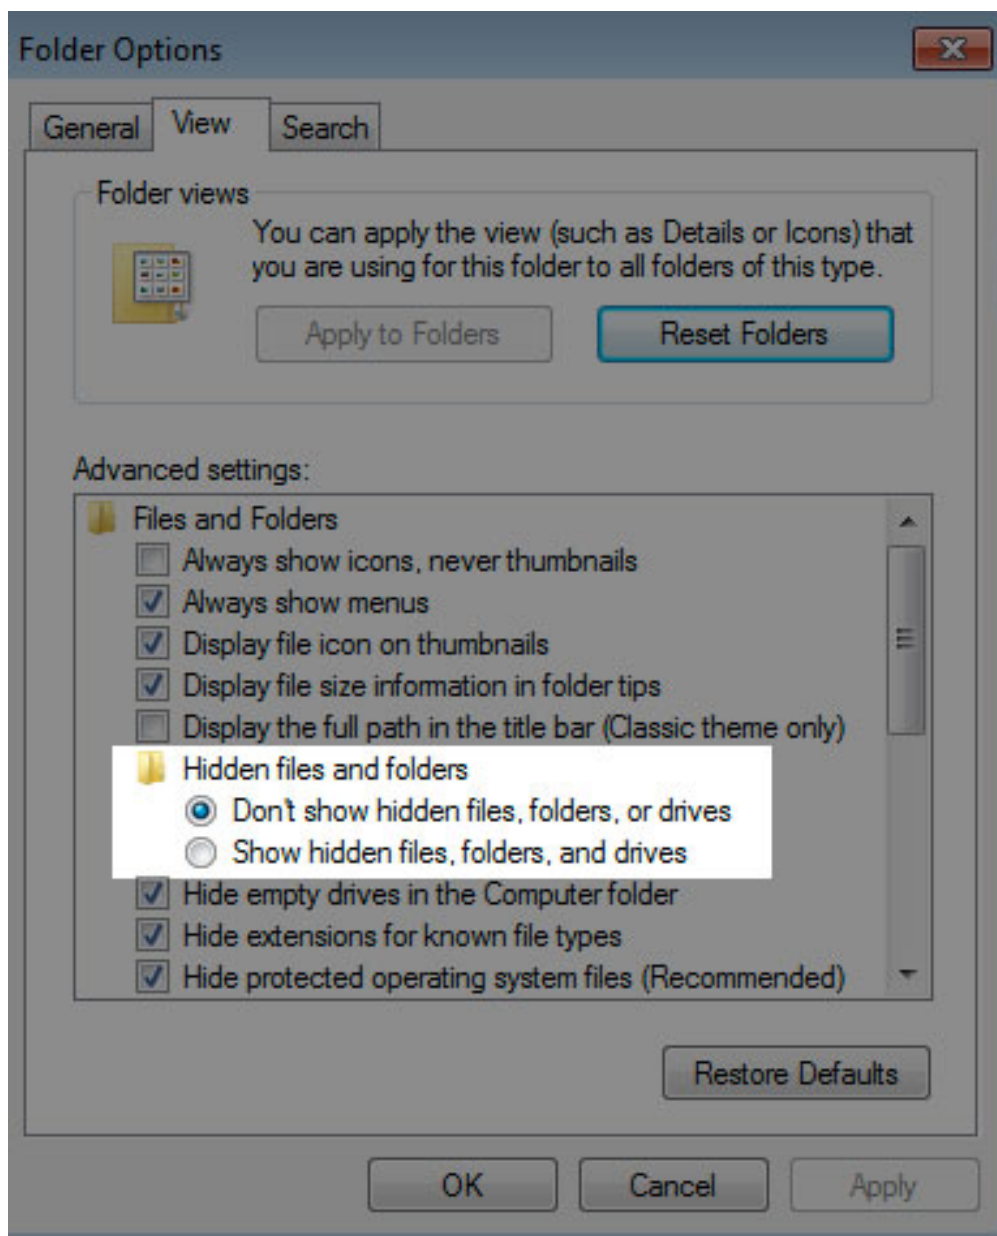 Folder Options
General View Search
Folder views
You can apply the view (such as Details or Icons) that
you are using for this folder to all folders of this type.
Apply to Folders Reset Folders
Advanced settings:
Files and Folders
Always show icons, never thumbnails
Always show menus
Display file icon on thumbnails
Display file size information in folder tips
Display the full path in the title bar (Classic theme only)
Hidden files and folders
Don't show hidden files, folders, or drives
Show hidden files, folders, and drives
Hide empty drives in the Computer folder
Hide extensions for known file types
Hide protected operating system files (Recommended)
Restore Defaults
OK Cancel Apply